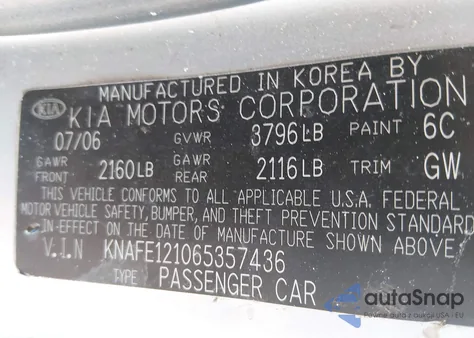 MANUFACTURED IN KOREA BY
KIA KIA MOTORS CORPORATION
07/06 GVWR 3796LB PAINT 6C
GAWR FRONT 2160LB GAWR REAR 2116LB TRIM GW
THIS VEHICLE CONFORMS TO APPLICABLE U.S.A. FEDERAL
MOTOR VEHICLE SAFETY, BUMPER, AND THEFT PREVENTION STANDARD
IN EFFECT ON THE DATE OF MANUFACTURE SHOWN ABOVE.
V.I.N KNAFE121065357436
TYPE PASSENGER CAR
autoSnap